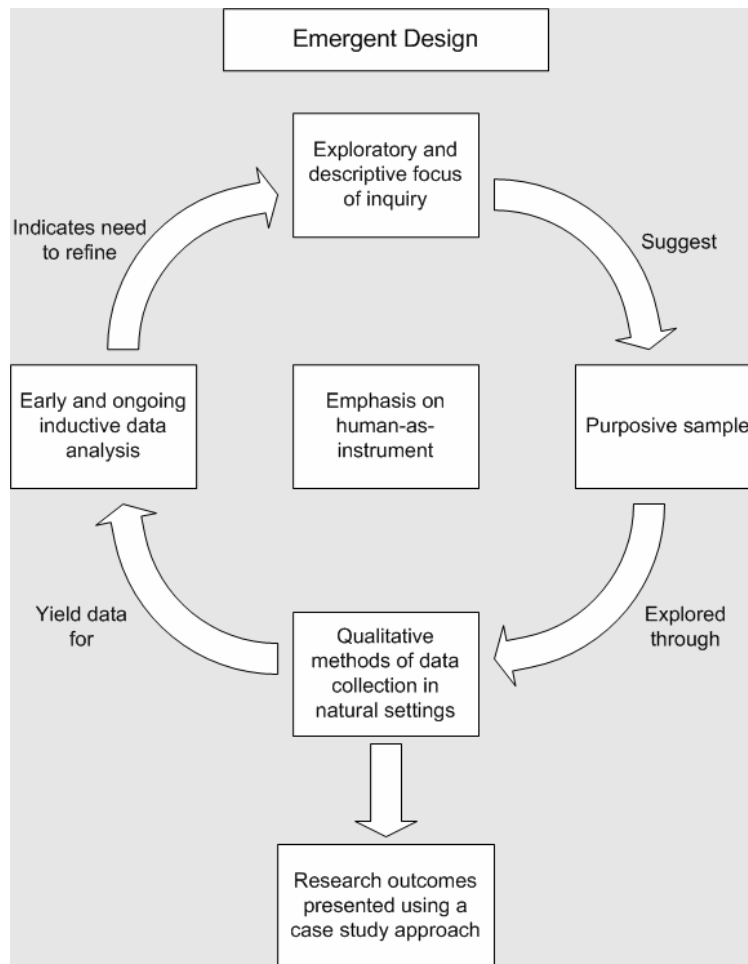 Emergent Design
Exploratory and
descriptive focus
of inquiry
Indicates need
to refine
Suggest
Early and ongoing
inductive data
analysis
Emphasis on
human-as-
instrument
Purposive sample
Yield data
for
Qualitative
methods of data
collection in
natural settings
Explored
through
Research outcomes
presented using a
case study approach